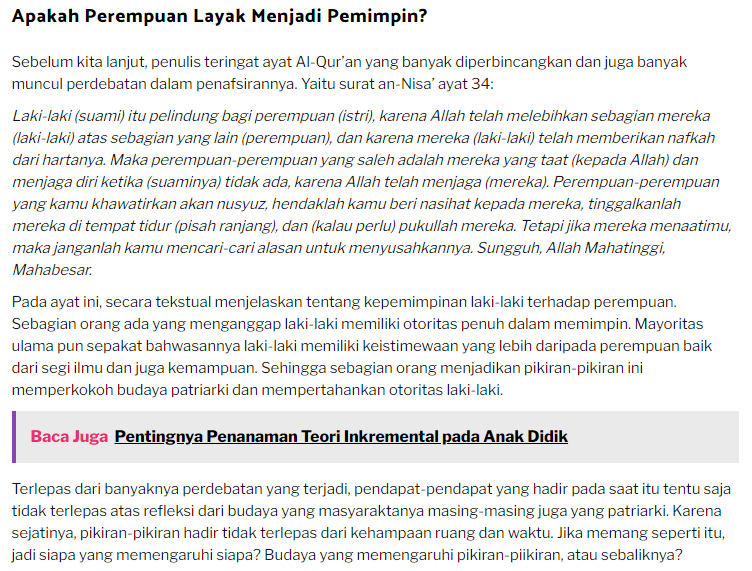 Apakah Perempuan Layak Menjadi Pemimpin?
Sebelum kita lanjut, penulis teringat ayat Al-Qur'an yang banyak diperbincangkan dan juga banyak
muncul perdebatan dalam penafsirannya. Yaitu surat an-Nisa' ayat 34:
Laki-laki (suami) itu pelindung bagi perempuan (istri), karena Allah telah melebihkan sebagian mereka
(laki-laki) atas sebagian yang lain (perempuan), dan karena mereka (laki-laki) telah memberikan nafkah
dari hartanya. Maka perempuan-perempuan yang saleh adalah mereka yang taat (kepada Allah) dan
menjaga diri ketika (suaminya) tidak ada, karena Allah telah menjaga (mereka). Perempuan-perempuan
yang kamu khawatirkan akan nusyuz, hendaklah kamu beri nasihat kepada mereka, tinggalkanlah
mereka di tempat tidur (pisah ranjang), dan (kalau perlu) pukullah mereka. Tetapi jika mereka menaatimu,
maka janganlah kamu mencari-cari alasan untuk menyusahkannya. Sungguh, Allah Mahatinggi,
Mahabesar.
Pada ayat ini, secara tekstual menjelaskan tentang kepemimpinan laki-laki terhadap perempuan.
Sebagian orang ada yang menganggap laki-laki memiliki otoritas penuh dalam memimpin. Mayoritas
ulama pun sepakat bahwasannya laki-laki memiliki keistimewaan yang lebih daripada perempuan baik
dari segi ilmu dan juga kemampuan. Sehingga sebagian orang menjadikan pikiran-pikiran ini
memperkokoh budaya patriarki dan mempertahankan otoritas laki-laki.
Baca Juga Pentingnya Penanaman Teori Inkremental pada Anak Didik
Terlepas dari banyaknya perdebatan yang terjadi, pendapat-pendapat yang hadir pada saat itu tentu saja
tidak terlepas atas refleksi dari budaya yang masyaraktanya masing-masing juga yang patriarki. Karena
sejatinya, pikiran-pikiran hadir tidak terlepas dari kehampaan ruang dan waktu. Jika memang seperti itu,
jadi siapa yang memengaruhi siapa? Budaya yang memengaruhi pikiran-piikiran, atau sebaliknya?